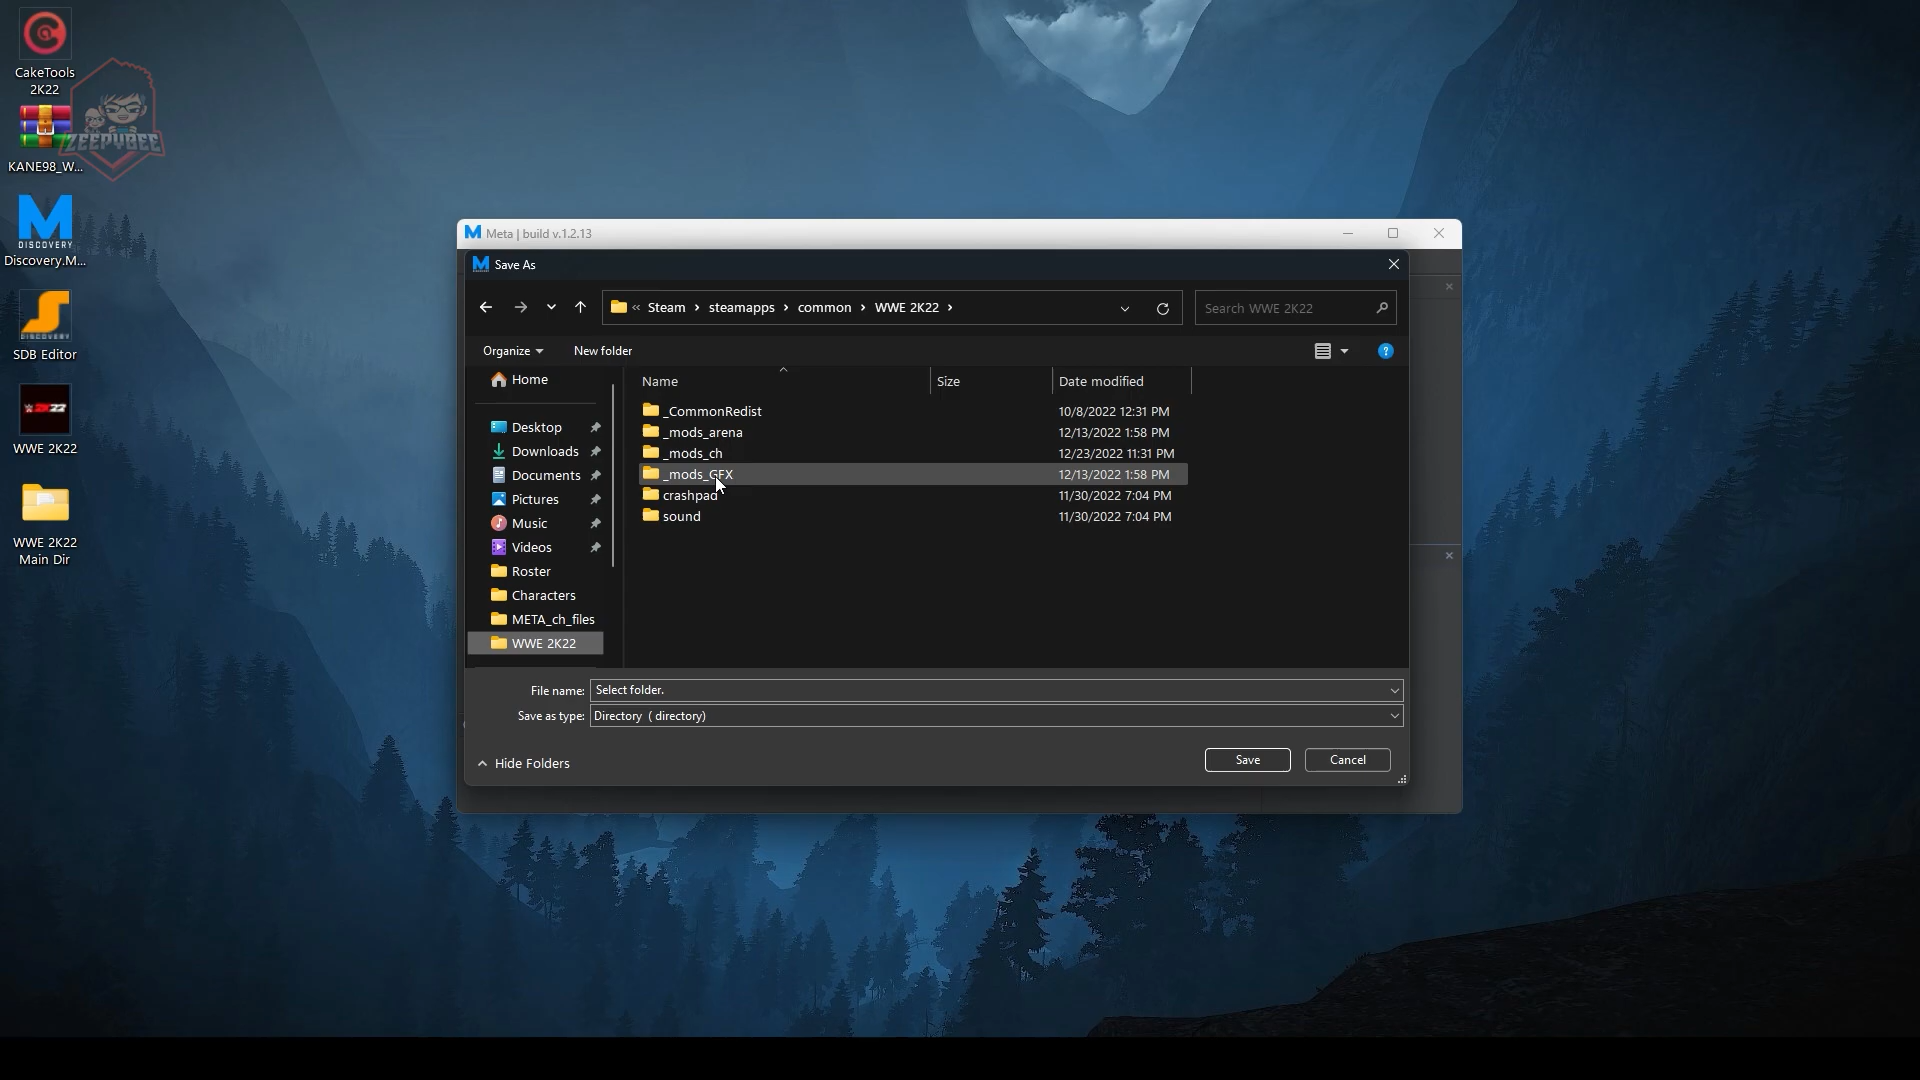 CakeTools
2K22
ZEEPYBEE
KANE98_W...
DISCOVERY
Discovery.M...
DISCOVERY
SDB Editor
2K22
WWE 2K22
WWE 2K22
Main Dir
M Meta | build v.1.2.13
M Save As
« Steam › steamapps › common › WWE 2K22 ›
Search WWE 2K22
Organize
New folder
?
Home
Desktop
Downloads
Documents
Pictures
Music
Videos
Roster
Characters
META_ch_files
WWE 2K22
Name Size Date modified
_CommonRedist 10/8/2022 12:31 PM
_mods_arena 12/13/2022 1:58 PM
_mods_ch 12/23/2022 11:31 PM
_mods_GFX 12/13/2022 1:58 PM
crashpad 11/30/2022 7:04 PM
sound 11/30/2022 7:04 PM
File name: Select folder.
Save as type: Directory ( directory)
Hide Folders
Save
Cancel